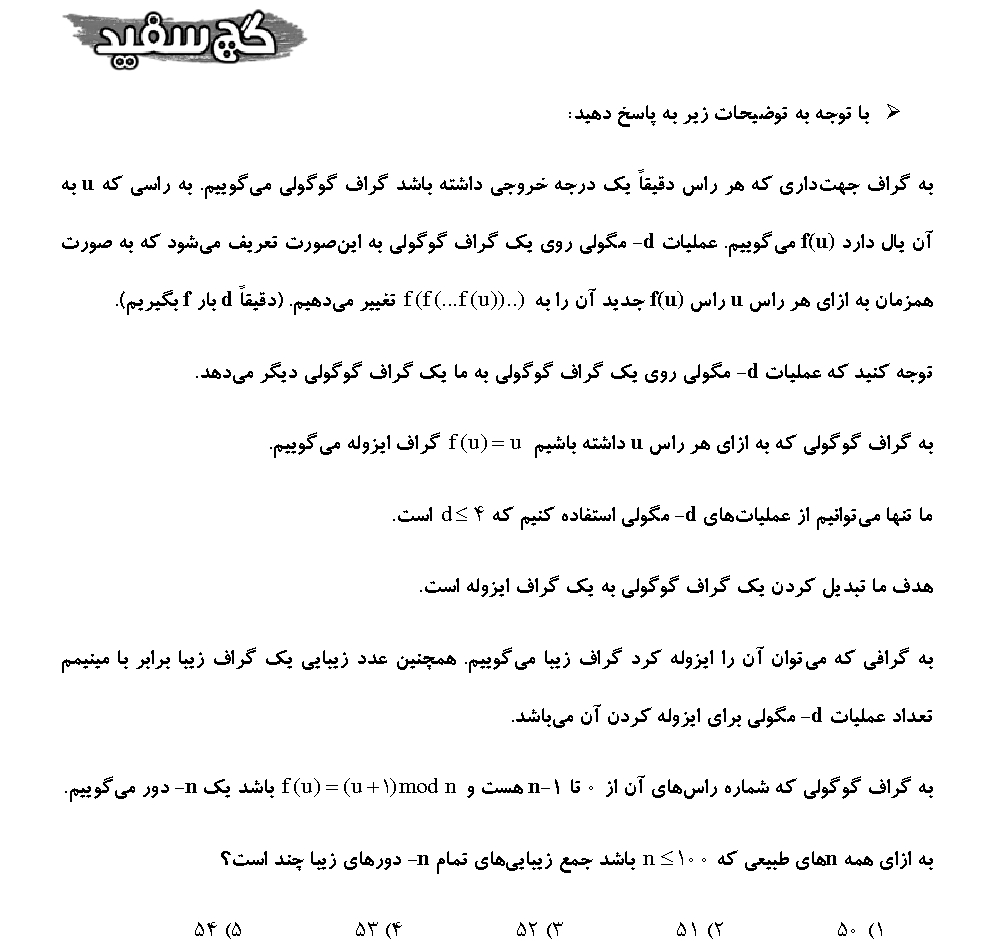 گچ سفید
➢ با توجه به توضیحات زیر به پاسخ دهید:
به گراف جهت‌داری که هر راس دقیقاً یک درجه خروجی داشته باشد گراف گوگولی می‌گوییم. به راسی که u به
آن یال دارد f(u) می‌گوییم. عملیات d- مگولی روی یک گراف گوگولی به این‌صورت تعریف می‌شود که به صورت
همزمان به ازای هر راس u راس f(u) جدید آن را به f(f(...f(u))..) تغییر می‌دهیم. (دقیقاً d بار f بگیریم).
توجه کنید که عملیات d- مگولی روی یک گراف گوگولی به ما یک گراف گوگولی دیگر می‌دهد.
به گراف گوگولی که به ازای هر راس u داشته باشیم f(u)=u گراف ایزوله می‌گوییم.
ما تنها می‌توانیم از عملیات‌های d- مگولی استفاده کنیم که d≤۴ است.
هدف ما تبدیل کردن یک گراف گوگولی به یک گراف ایزوله است.
به گرافی که می‌توان آن را ایزوله کرد گراف زیبا می‌گوییم. همچنین عدد زیبایی یک گراف زیبا برابر با مینیمم
تعداد عملیات d- مگولی برای ایزوله کردن آن می‌باشد.
به گراف گوگولی که شماره راس‌های آن از ۰ تا n-۱ هست و f(u)=(u+۱)mod n باشد یک n- دور می‌گوییم.
به ازای همه nهای طبیعی که n≤۱۰۰ باشد جمع زیبایی‌های تمام n- دورهای زیبا چند است؟
۱) ۵۰ ۲) ۵۱ ۳) ۵۲ ۴) ۵۳ ۵) ۵۴